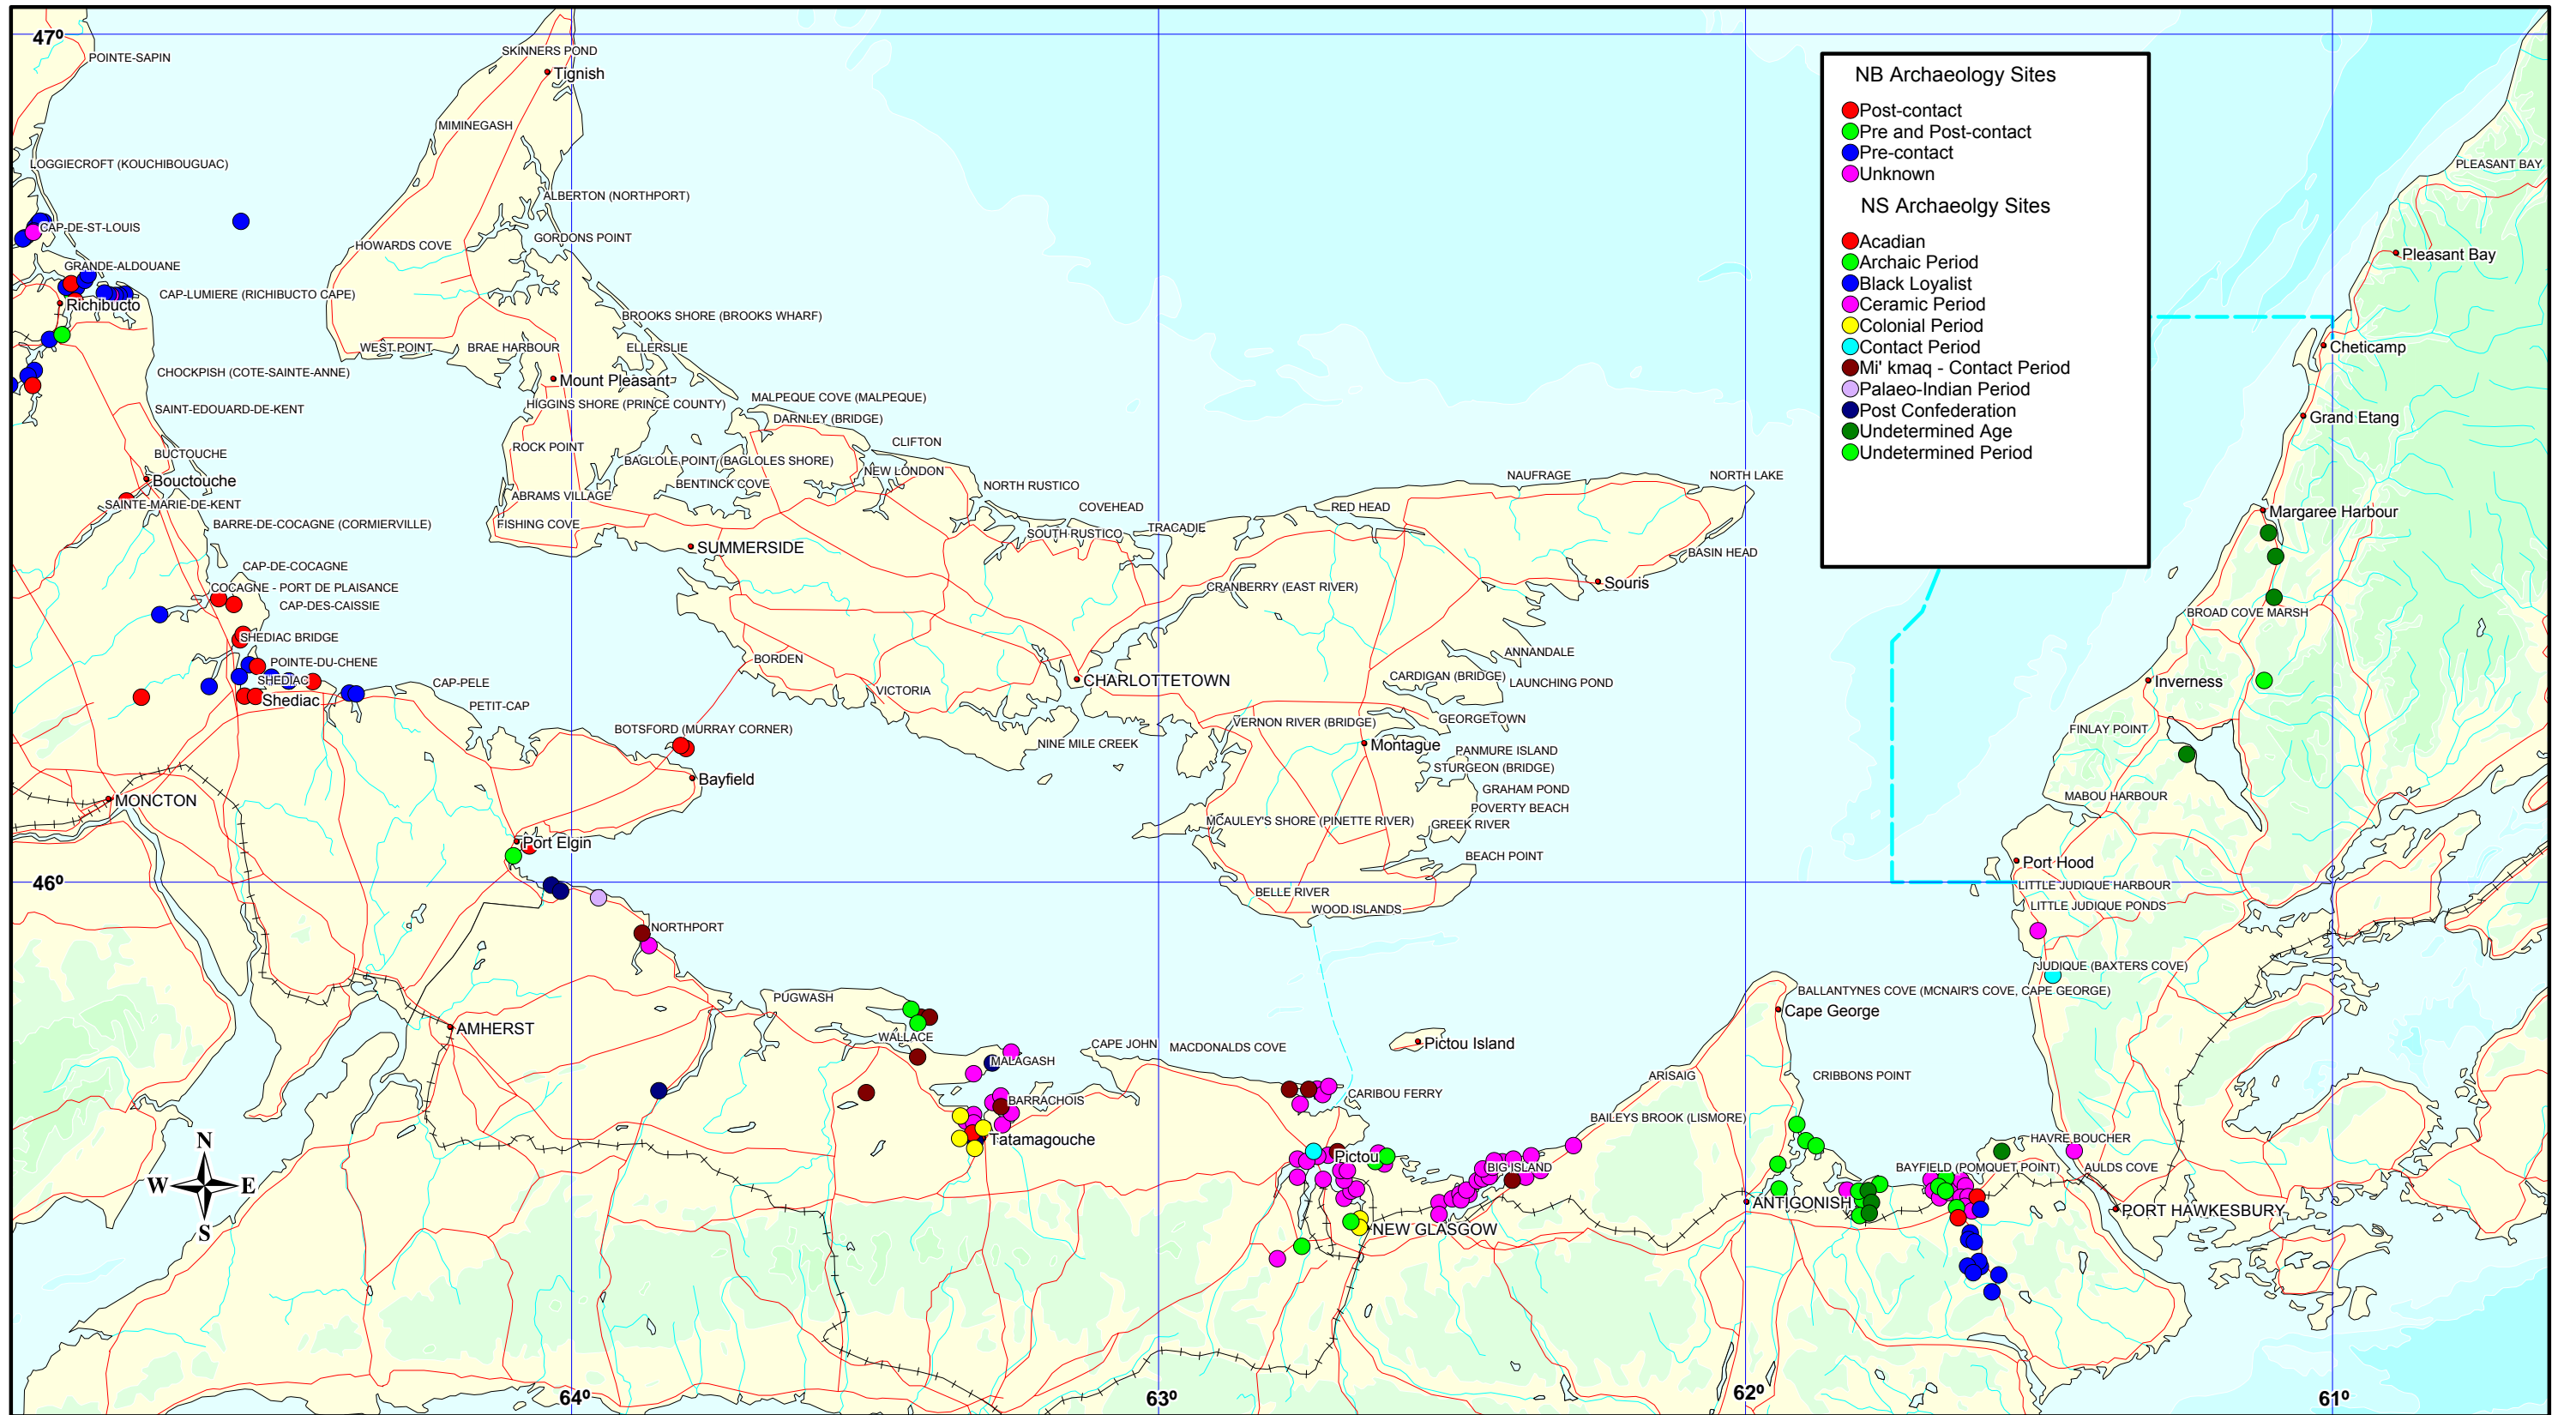 47º
POINTE-SAPIN
SKINNERS POND
Tignish
MIMINEGASH
LOGGIECROFT (KOUCHIBOUGUAC)
ALBERTON (NORTHPORT)
CAP-DE-ST-LOUIS
HOWARDS COVE
GORDONS POINT
GRANDE-ALDOUANE
CAP-LUMIERE (RICHIBUCTO CAPE)
Richibucto
BROOKS SHORE (BROOKS WHARF)
WEST POINT
BRAE HARBOUR
ELLERSLIE
CHOCKPISH (COTE-SAINTE-ANNE)
Mount Pleasant
SAINT-EDOUARD-DE-KENT
HIGGINS SHORE (PRINCE COUNTY)
MALPEQUE COVE (MALPEQUE)
DARNLEY (BRIDGE)
ROCK POINT
CLIFTON
BUCTOUCHE
BAGLOLE POINT (BAGLOLES SHORE)
NEW LONDON
Bouctouche
BENTINCK COVE
NORTH RUSTICO
NAUFRAGE
NORTH LAKE
SAINTE-MARIE-DE-KENT
ABRAMS VILLAGE
COVEHEAD
RED HEAD
BARRE-DE-COCAGNE (CORMIERVILLE)
FISHING COVE
SOUTH RUSTICO
TRACADIE
SUMMERSIDE
BASIN HEAD
CAP-DE-COCAGNE
COCAGNE - PORT DE PLAISANCE
CRANBERRY (EAST RIVER)
Souris
CAP-DES-CAISSIE
SHEDIAC BRIDGE
POINTE-DU-CHENE
BORDEN
ANNANDALE
SHEDIAC
Shediac
CAP-PELE
VICTORIA
CHARLOTTETOWN
CARDIGAN (BRIDGE)
LAUNCHING POND
PETIT-CAP
BOTSFORD (MURRAY CORNER)
VERNON RIVER (BRIDGE)
GEORGETOWN
NINE MILE CREEK
Montague
PANMURE ISLAND
STURGEON (BRIDGE)
Bayfield
GRAHAM POND
MONCTON
POVERTY BEACH
MCAULEY'S SHORE (PINETTE RIVER)
GREEK RIVER
Port Elgin
BEACH POINT
46º
BELLE RIVER
WOOD ISLANDS
NORTHPORT
PUGWASH
AMHERST
WALLACE
MALAGASH
CAPE JOHN
MACDONALDS COVE
Pictou Island
CARIBOU FERRY
BARRACHOIS
Tatamagouche
Pictou
BIG ISLAND
NEW GLASGOW
ARISAIG
BAILEYS BROOK (LISMORE)
BALLANTYNES COVE (MCNAIR'S COVE, CAPE GEORGE)
Cape George
CRIBBONS POINT
HAVRE BOUCHER
BAYFIELD (POMQUET POINT)
AULDS COVE
ANTIGONISH
PORT HAWKESBURY
NB Archaeology Sites
Post-contact
Pre and Post-contact
Pre-contact
Unknown
NS Archaeolgy Sites
Acadian
Archaic Period
Black Loyalist
Ceramic Period
Colonial Period
Contact Period
Mi' kmaq - Contact Period
Palaeo-Indian Period
Post Confederation
Undetermined Age
Undetermined Period
PLEASANT BAY
Pleasant Bay
Cheticamp
Grand Etang
Margaree Harbour
BROAD COVE MARSH
Inverness
FINLAY POINT
MABOU HARBOUR
Port Hood
LITTLE JUDIQUE HARBOUR
LITTLE JUDIQUE PONDS
JUDIQUE (BAXTERS COVE)
N
W
E
S
64º
63º
62º
61º